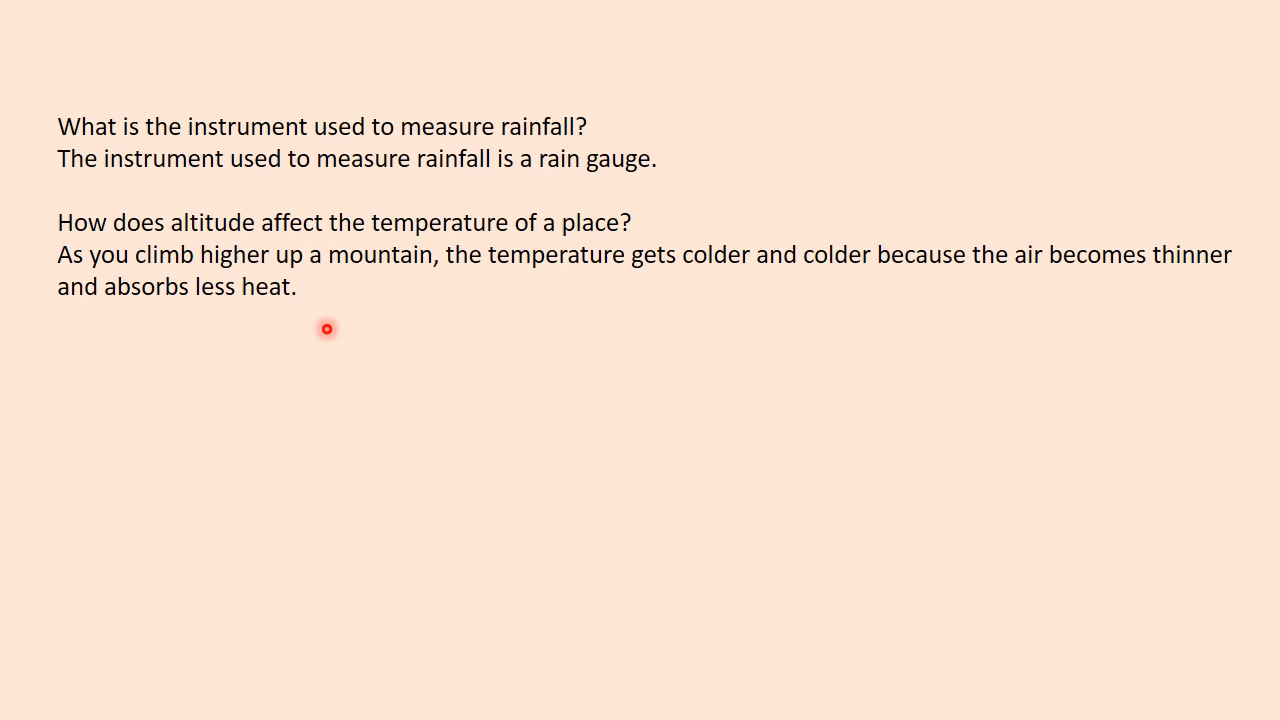 What is the instrument used to measure rainfall?
The instrument used to measure rainfall is a rain gauge.
How does altitude affect the temperature of a place?
As you climb higher up a mountain, the temperature gets colder and colder because the air becomes thinner
and absorbs less heat.